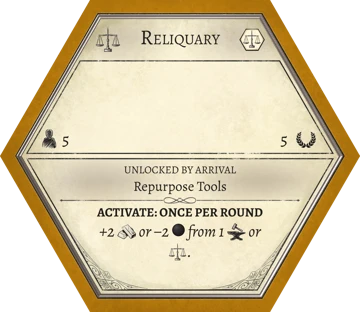 Reliquary
5 5
UNLOCKED BY ARRIVAL
Repurpose Tools
ACTIVATE: ONCE PER ROUND
+2 or −2 from 1 or
.